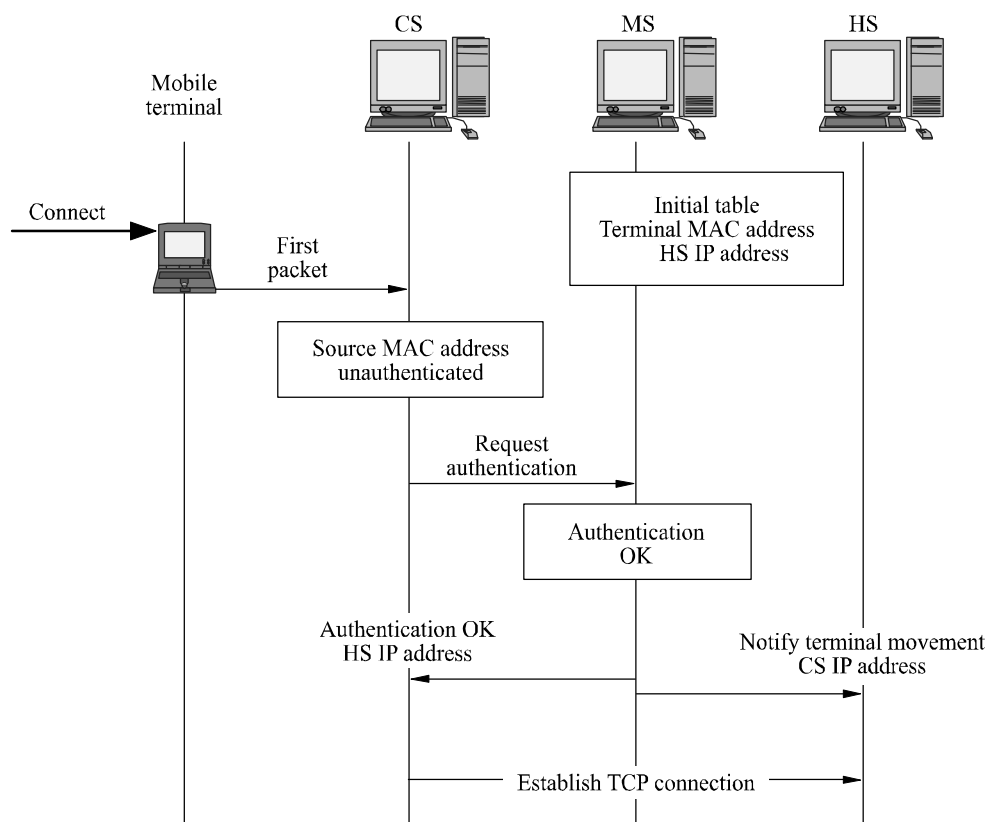 CS
MS
HS
Mobile
terminal
Connect
First
packet
Initial table
Terminal MAC address
HS IP address
Source MAC address
unauthenticated
Request
authentication
Authentication
OK
Authentication OK
HS IP address
Notify terminal movement
CS IP address
Establish TCP connection